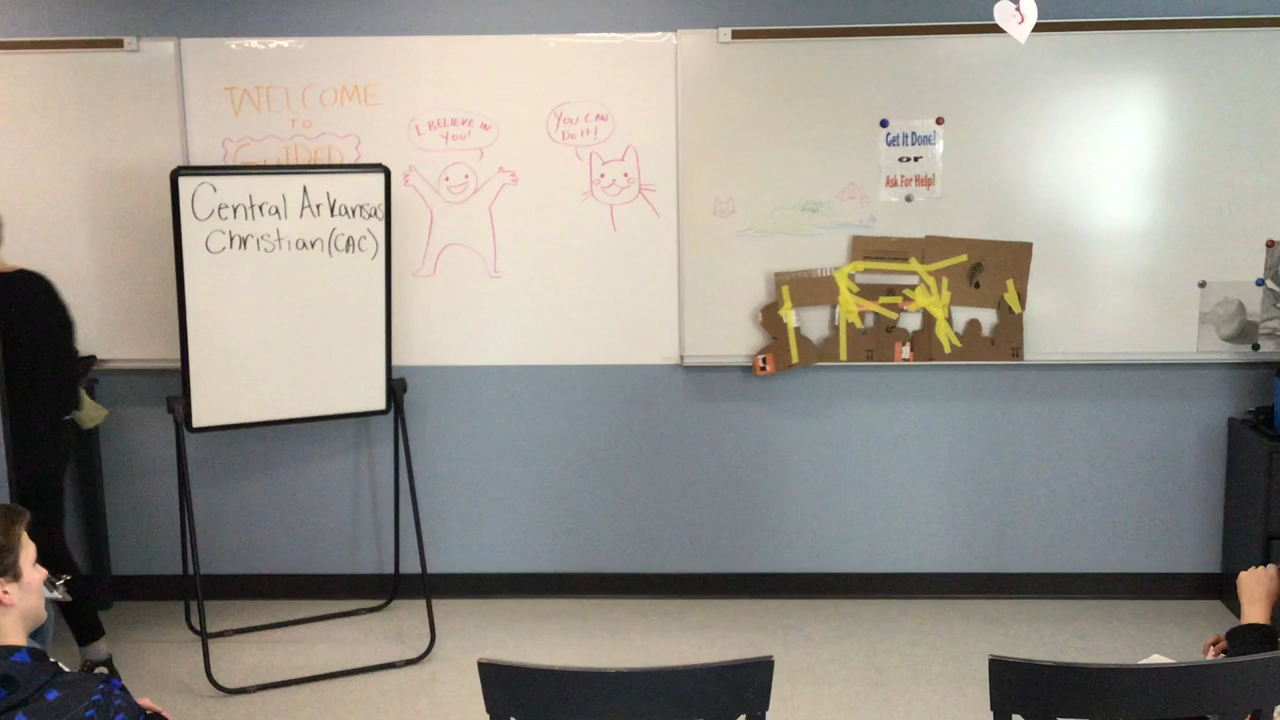 WELCOME
TO
GUIDED
I BELIEVE IN
YOU!
YOU CAN
DO IT!
Get It Done!
or
Ask For Help!
Central Arkansas
Christian(CAC)